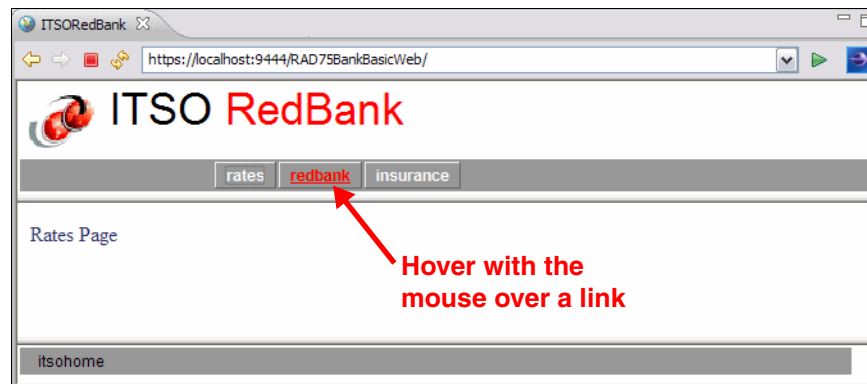 ITSORedBank
https://localhost:9444/RAD75BankBasicWeb/
ITSO RedBank
rates redbank insurance
Rates Page
Hover with the
mouse over a link
itsohome